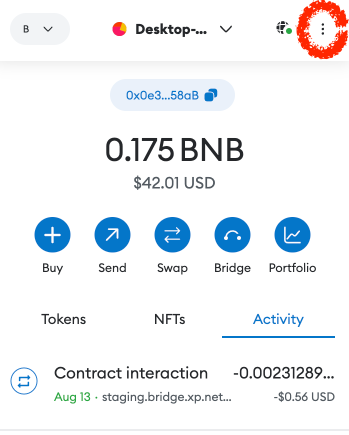 B Desktop-...
0x0e3...58aB
0.175 BNB
$42.01 USD
Buy Send Swap Bridge Portfolio
Tokens NFTs Activity
Contract interaction -0.00231289...
Aug 13 · staging.bridge.xp.net... -$0.56 USD